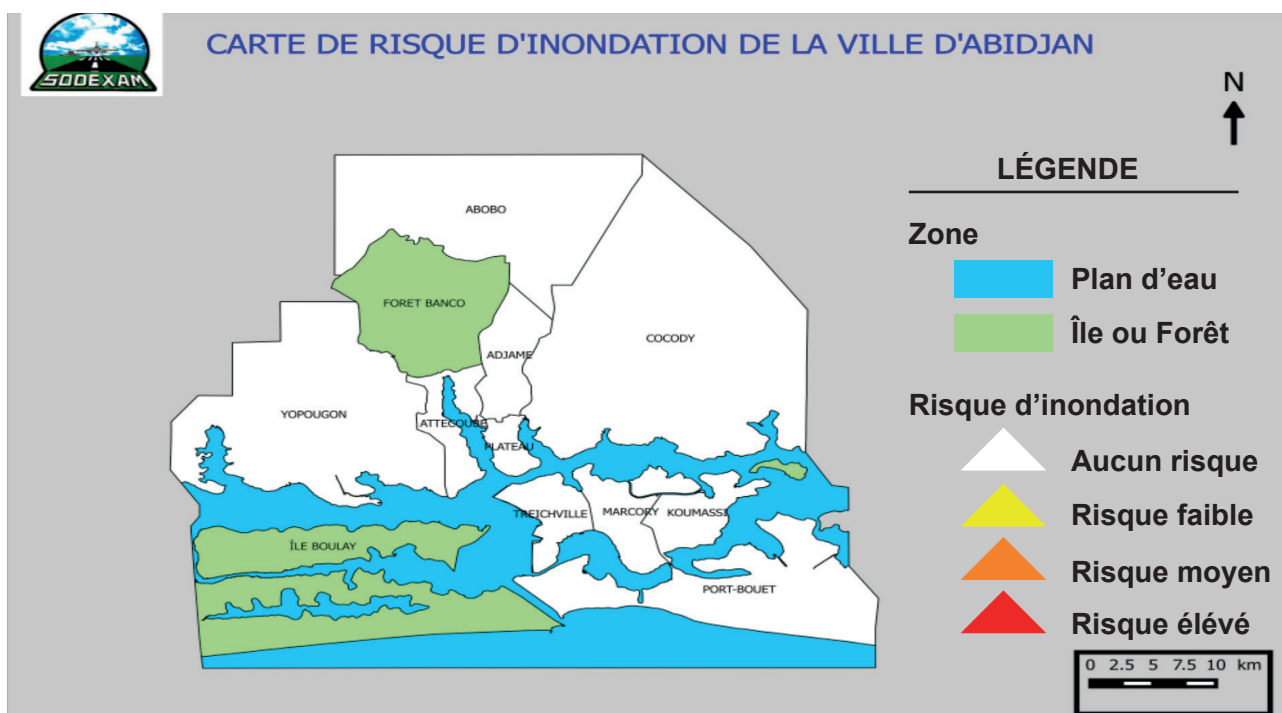 SODEXAM
CARTE DE RISQUE D'INONDATION DE LA VILLE D'ABIDJAN
N
LÉGENDE
Zone
Plan d’eau
Île ou Forêt
Risque d’inondation
Aucun risque
Risque faible
Risque moyen
Risque élévé
0 2.5 5 7.5 10 km
ABOBO
FORET BANCO
COCODY
ADJAME
YOPOUGON
ATTECOUBE
PLATEAU
TREICHVILLE
MARCORY
KOUMASSI
ÎLE BOULAY
PORT-BOUET